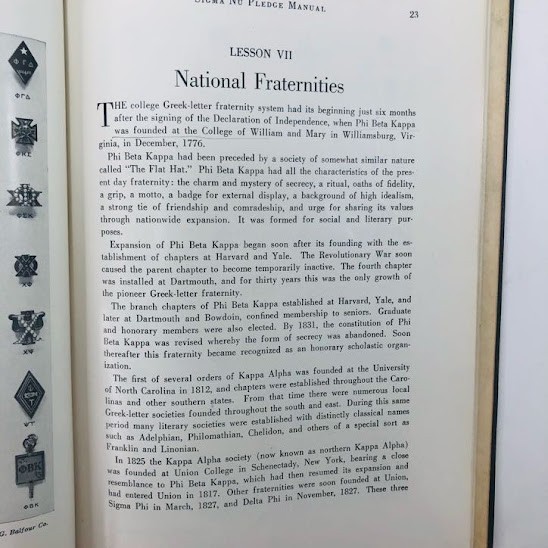 SIGMA NU PLEDGE MANUAL
23
LESSON VII
National Fraternities
THE college Greek-letter fraternity system had its beginning just six months
after the signing of the Declaration of Independence, when Phi Beta Kappa
was founded at the College of William and Mary in Williamsburg, Vir-
ginia, in December, 1776.
Phi Beta Kappa had been preceded by a society of somewhat similar nature
called "The Flat Hat." Phi Beta Kappa had all the characteristics of the pres-
ent day fraternity: the charm and mystery of secrecy, a ritual, oaths of fidelity,
a grip, a motto, a badge for external display, a background of high idealism,
a strong tie of friendship and comradeship, and urge for sharing its values
through nationwide expansion. It was formed for social and literary pur-
poses.
Expansion of Phi Beta Kappa began soon after its founding with the es-
tablishment of chapters at Harvard and Yale. The Revolutionary War soon
caused the parent chapter to become temporarily inactive. The fourth chapter
was installed at Dartmouth, and for thirty years this was the only growth of
the pioneer Greek-letter fraternity.
The branch chapters of Phi Beta Kappa established at Harvard, Yale, and
later at Dartmouth and Bowdoin, confined membership to seniors. Graduate
and honorary members were also elected. By 1831, the constitution of Phi
Beta Kappa was revised whereby the form of secrecy was abandoned. Soon
thereafter this fraternity became recognized as an honorary scholastic organ-
ization.
The first of several orders of Kappa Alpha was founded at the University
of North Carolina in 1812, and chapters were established throughout the Caro-
linas and other southern states. From that time there were numerous local
Greek-letter societies founded throughout the south and east. During this same
period many literary societies were established with distinctly classical names
such as Adelphian, Philomathian, Chelidon, and others of a special sort as
Franklin and Linonian.
In 1825 the Kappa Alpha society (now known as northern Kappa Alpha)
was founded at Union College in Schenectady, New York, bearing a close
resemblance to Phi Beta Kappa, which had then resumed its expansion and
had entered Union in 1817. Other fraternities were soon founded at Union,
Sigma Phi in March, 1827, and Delta Phi in November, 1827. These three
ΦΓΔ
ΦΓΔ
ΦΚΣ
ΦΣΚ
ΧΨ
ΨΥ
ΦΒΚ
ΦΒΚ
G. Balfour Co.